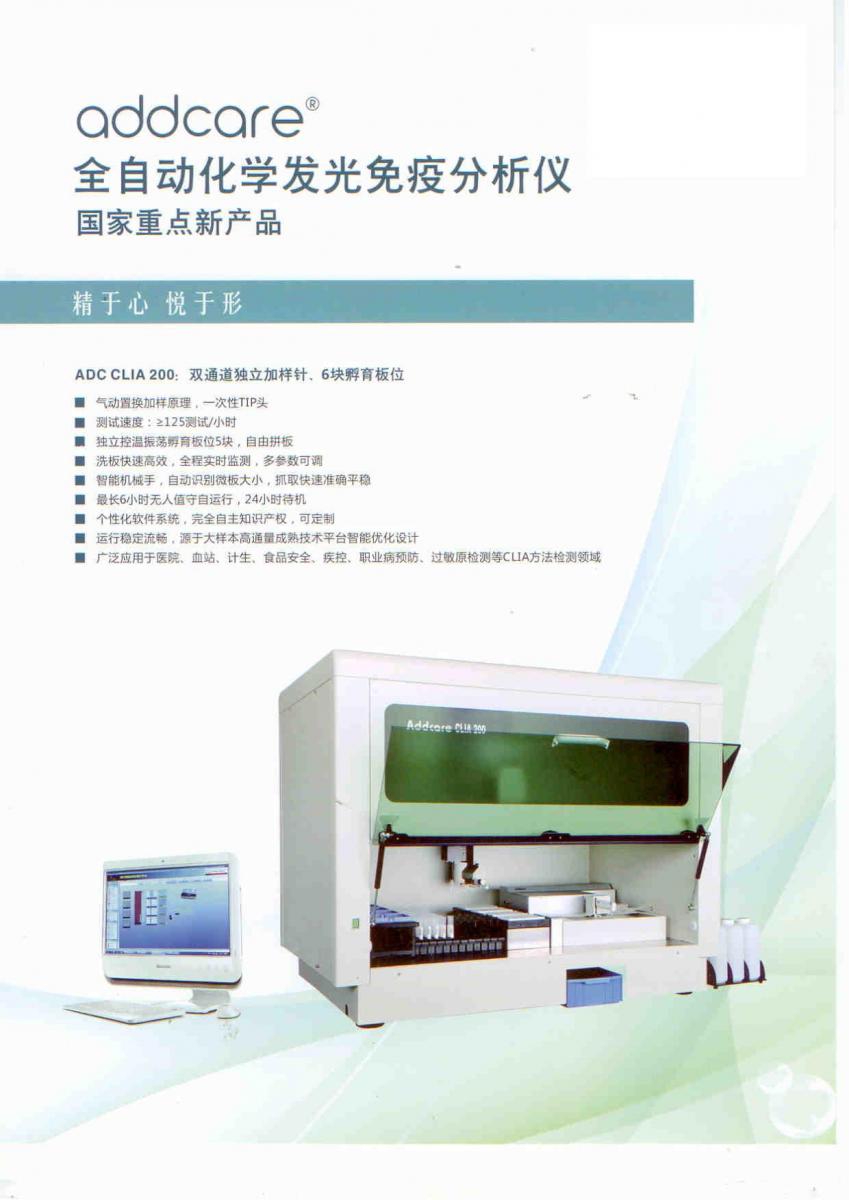 addcare®
全自动化学发光免疫分析仪
国家重点新产品
精于心 悦于形
ADC CLIA 200：双通道独立加样针、6块孵育板位
■ 气动置换加样原理，一次性TIP头
■ 测试速度：≥125测试/小时
■ 独立控温振荡孵育板位5块，自由拼板
■ 洗板快速高效，全程实时监测，多参数可调
■ 智能机械手，自动识别微板大小，抓取快速准确平稳
■ 最长6小时无人值守自运行，24小时待机
■ 个性化软件系统，完全自主知识产权，可定制
■ 运行稳定流畅，源于大样本高通量成熟技术平台智能优化设计
■ 广泛应用于医院、血站、计生、食品安全、疾控、职业病预防、过敏原检测等CLIA方法检测领域
Addcare CLIA 200